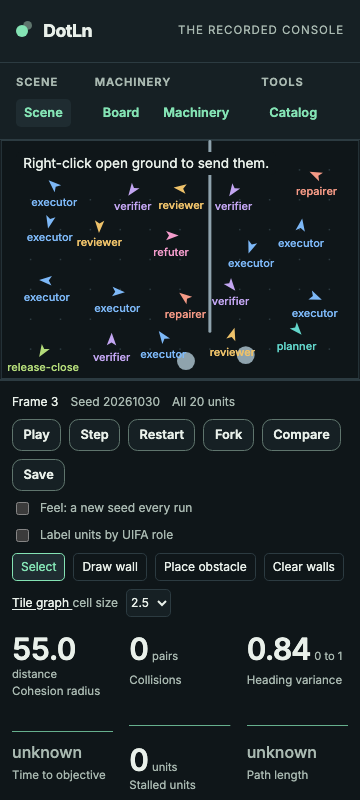 DotLn
THE RECORDED CONSOLE
SCENE MACHINERY TOOLS
Scene Board Machinery Catalog
Right-click open ground to send them.
repairer
executor verifier reviewer verifier
executor reviewer executor
refuter executor
executor verifier
executor repairer executor
planner
executor reviewer
verifier
release-close
Frame 3 Seed 20261030 All 20 units
Play Step Restart Fork Compare
Save
Feel: a new seed every run
Label units by UIFA role
Select Draw wall Place obstacle Clear walls
Tile graph cell size 2.5
55.0 distance
Cohesion radius
0 pairs
Collisions
0.84 0 to 1
Heading variance
unknown
Time to objective
0 units
Stalled units
unknown
Path length